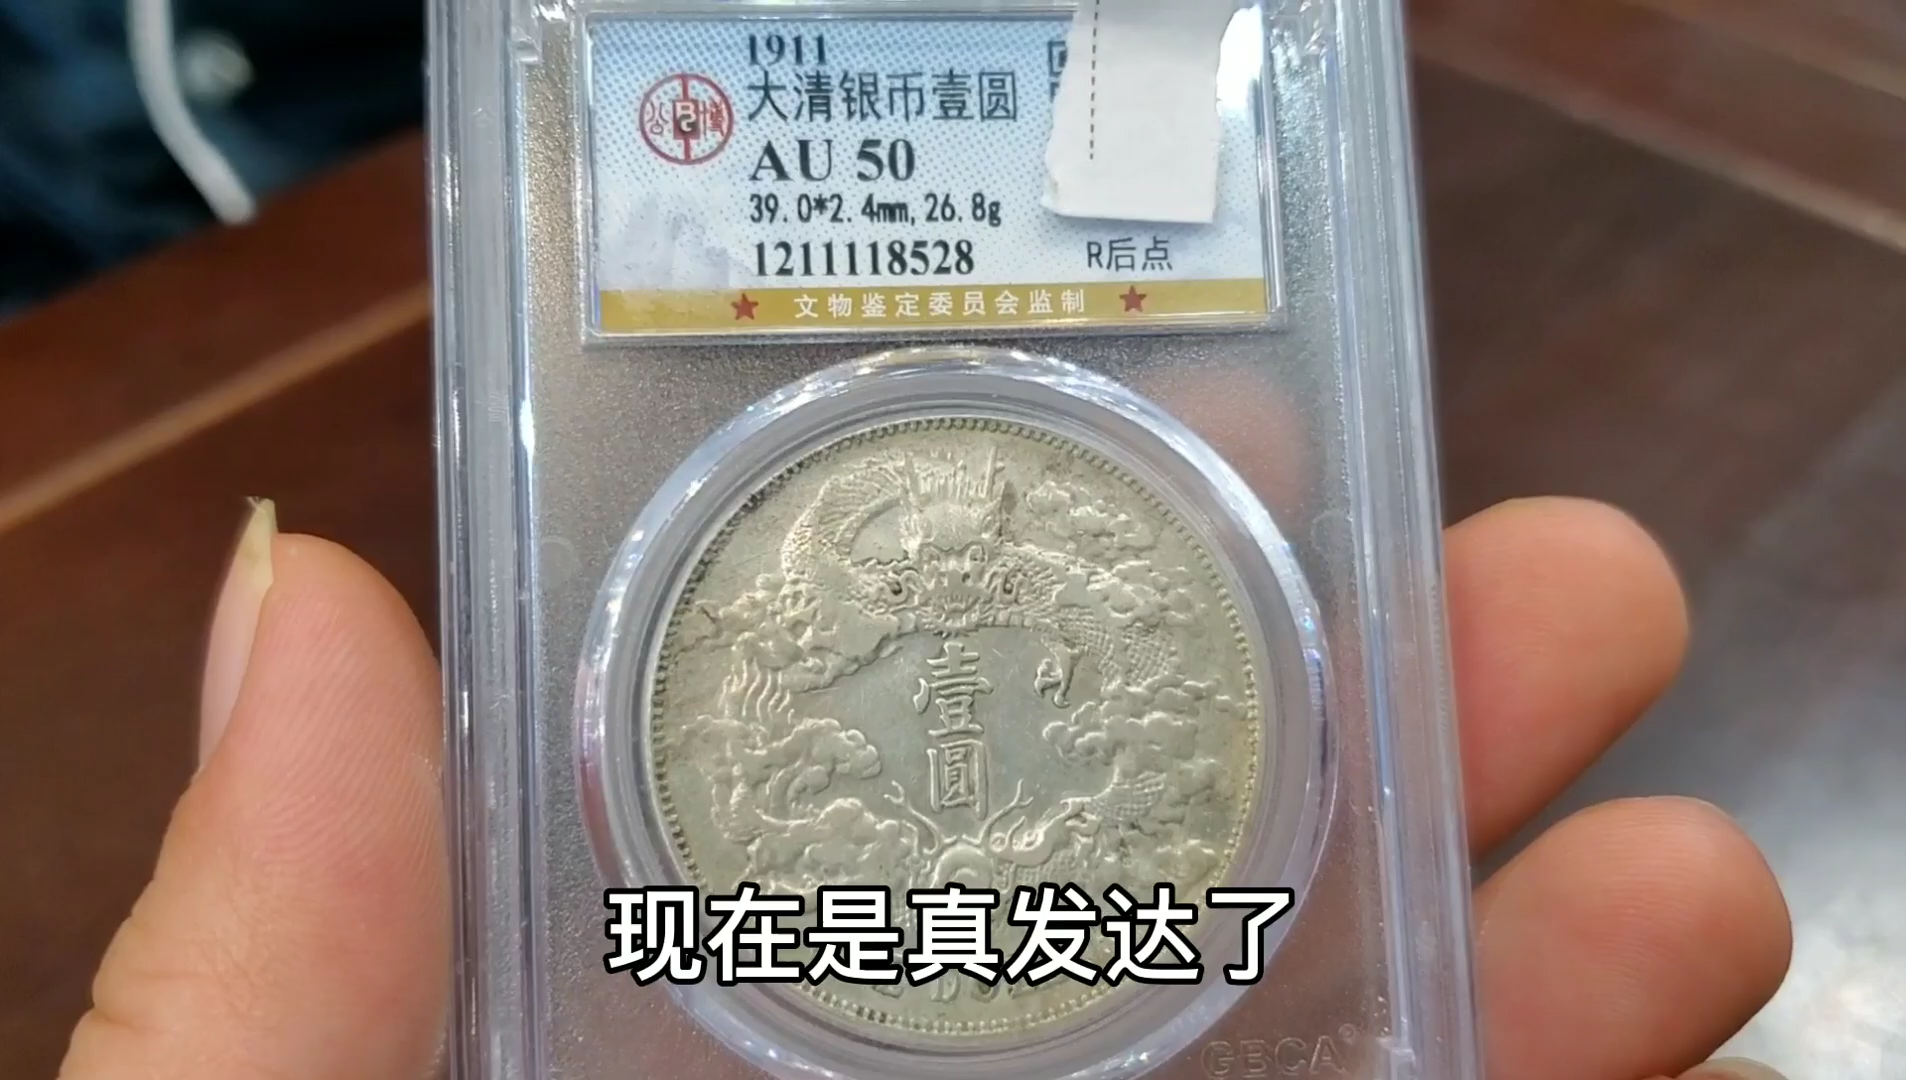 1911
大清银币壹圆
公博
AU 50
39.0*2.4mm,26.8g
1211118528
R后点
文物鉴定委员会监制
壹
圓
现在是真发达了
GBCA